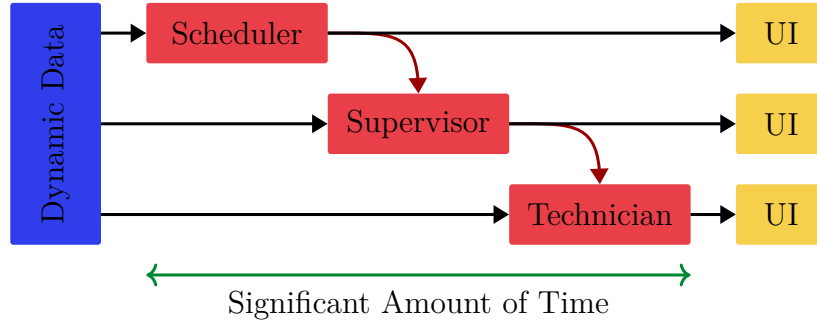 Dynamic Data
Scheduler
UI
Supervisor
UI
Technician
UI
Significant Amount of Time